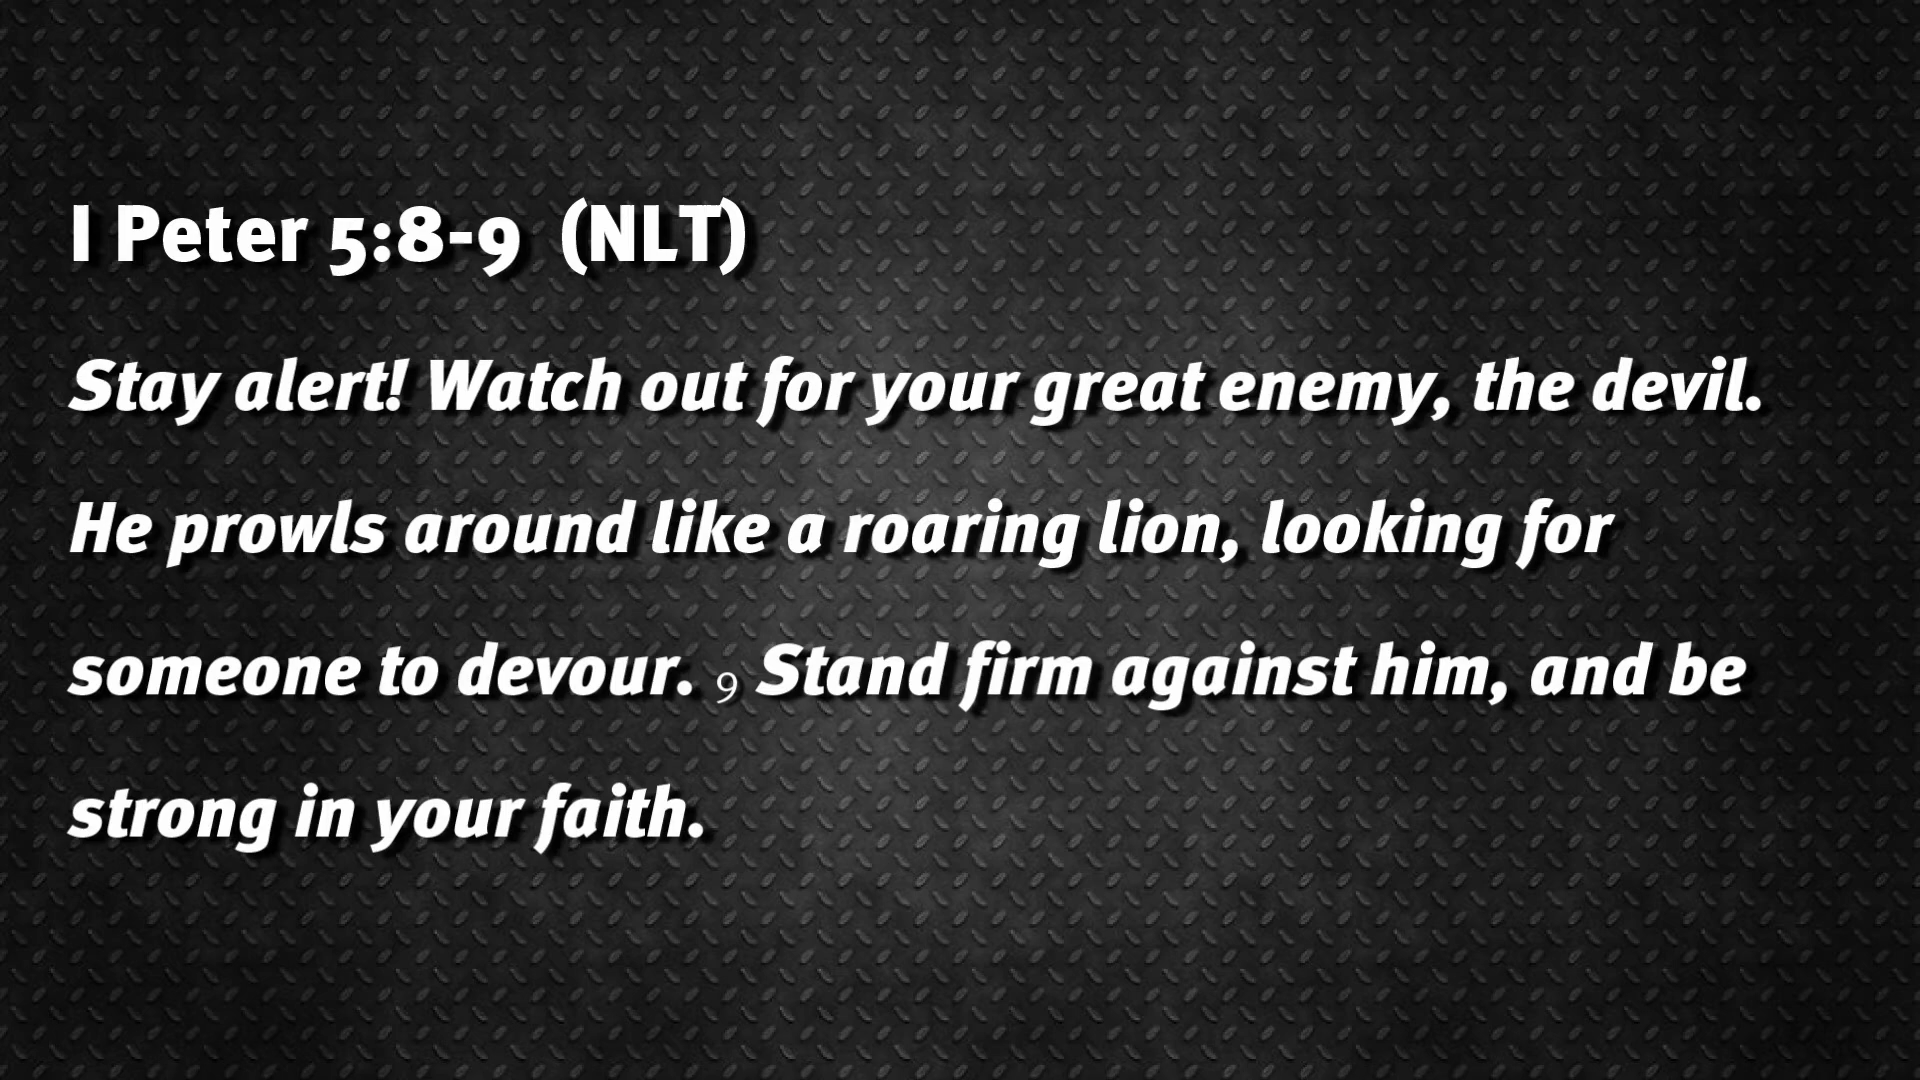 I Peter 5:8-9  (NLT)
Stay alert! Watch out for your great enemy, the devil.
He prowls around like a roaring lion, looking for
someone to devour. 9 Stand firm against him, and be
strong in your faith.